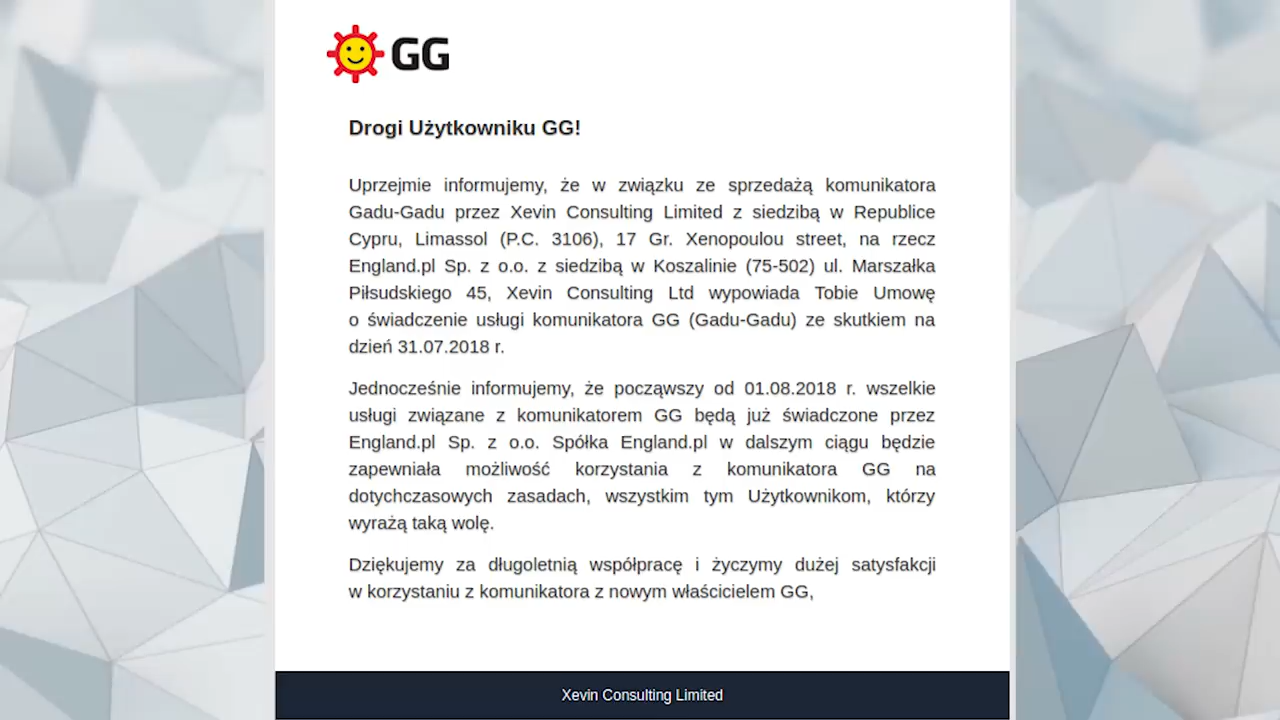 GG
Drogi Użytkowniku GG!
Uprzejmie informujemy, że w związku ze sprzedażą komunikatora
Gadu-Gadu przez Xevin Consulting Limited z siedzibą w Republice
Cypru, Limassol (P.C. 3106), 17 Gr. Xenopoulou street, na rzecz
England.pl Sp. z o.o. z siedzibą w Koszalinie (75-502) ul. Marszałka
Piłsudskiego 45, Xevin Consulting Ltd wypowiada Tobie Umowę
o świadczenie usługi komunikatora GG (Gadu-Gadu) ze skutkiem na
dzień 31.07.2018 r.
Jednocześnie informujemy, że począwszy od 01.08.2018 r. wszelkie
usługi związane z komunikatorem GG będą już świadczone przez
England.pl Sp. z o.o. Spółka England.pl w dalszym ciągu będzie
zapewniała możliwość korzystania z komunikatora GG na
dotychczasowych zasadach, wszystkim tym Użytkownikom, którzy
wyrażą taką wolę.
Dziękujemy za długoletnią współpracę i życzymy dużej satysfakcji
w korzystaniu z komunikatora z nowym właścicielem GG,
Xevin Consulting Limited